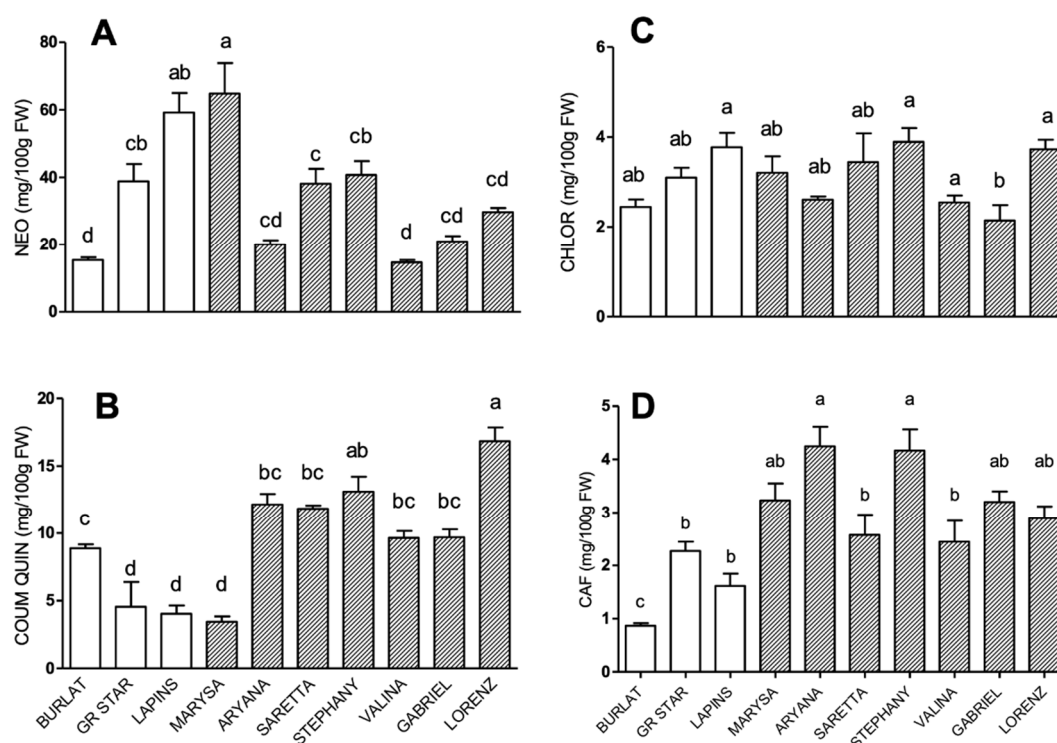 A
NEO (mg/100g FW)
80
60
40
20
0
d
cb
ab
a
cd
c
cb
d
cd
cd
C
CHLOR (mg/100g FW)
6
4
2
0
ab
ab
a
ab
ab
ab
a
a
b
a
B
COUM QUIN (mg/100g FW)
20
15
10
5
0
c
d
d
d
bc
bc
ab
bc
bc
a
BURLAT
GR STAR
LAPINS
MARYSA
ARYANA
SARETTA
STEPHANY
VALINA
GABRIEL
LORENZ
D
CAF (mg/100g FW)
5
4
3
2
1
0
c
b
b
ab
a
b
a
b
ab
ab
BURLAT
GR STAR
LAPINS
MARYSA
ARYANA
SARETTA
STEPHANY
VALINA
GABRIEL
LORENZ